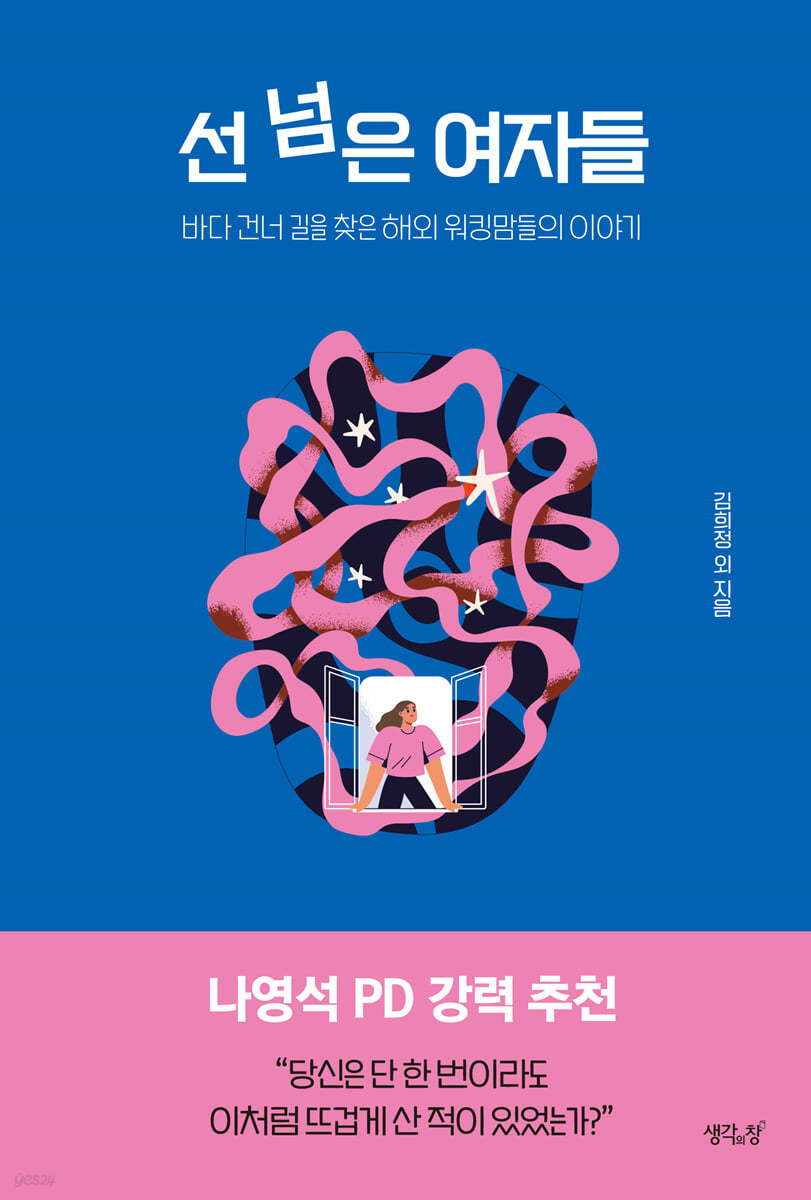 선 넘은 여자들
바다 건너 길을 찾은 해외 워킹맘들의 이야기
김희정 외 지음
나영석 PD 강력 추천
“당신은 단 한 번이라도
이처럼 뜨겁게 산 적이 있었는가?”
생각의창
yes24